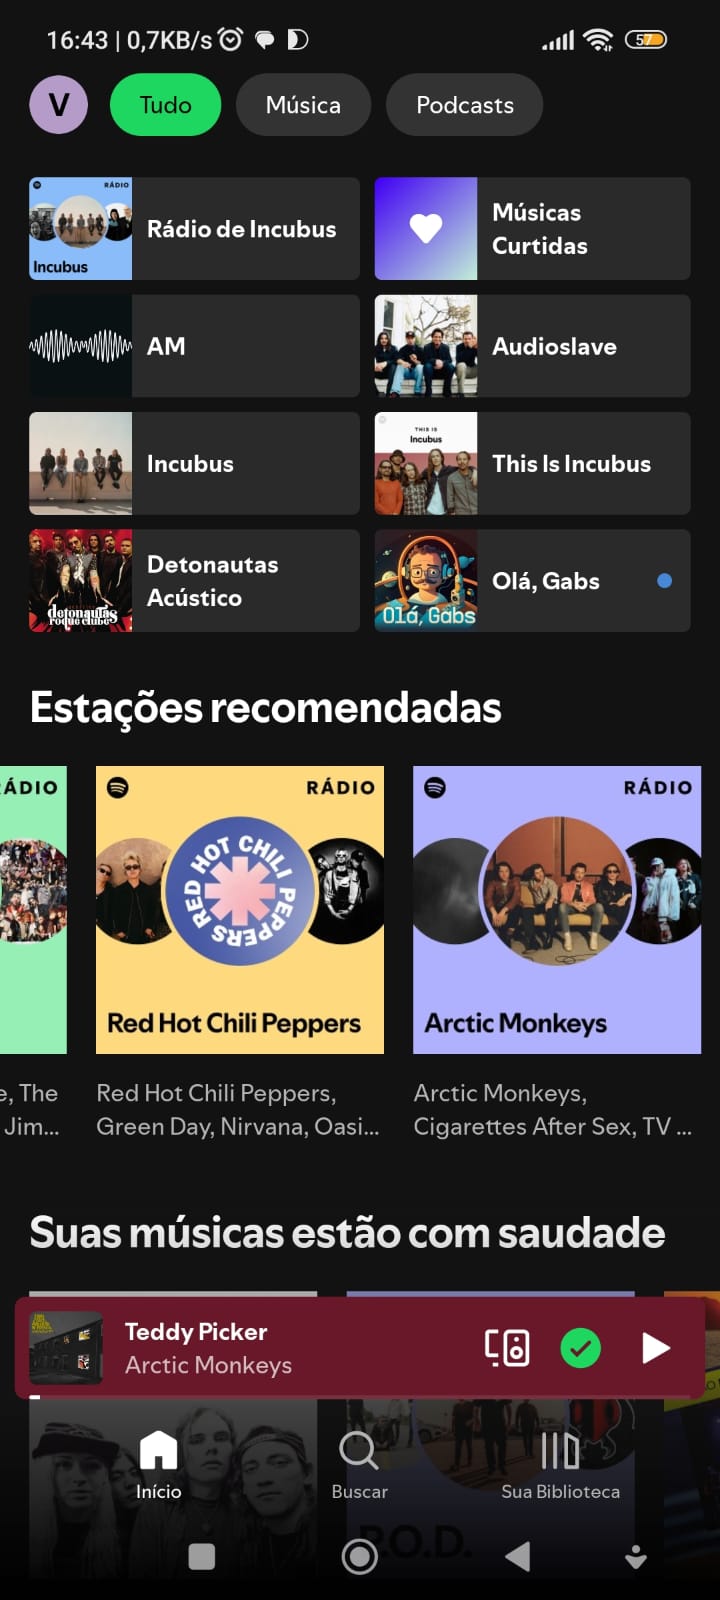 16:43 | 0,7KB/s
57
V
Tudo
Música
Podcasts
RÁDIO
Incubus
Rádio de Incubus
Músicas
Curtidas
AM
Audioslave
Incubus
THIS IS
Incubus
This Is Incubus
detonautas
roque clube
Detonautas
Acústico
Olá, Gabs
Olá, Gabs
Estações recomendadas
ÁDIO
RÁDIO
RED HOT CHILI PEPPERS
Red Hot Chili Peppers
RÁDIO
Arctic Monkeys
e, The
Jim...
Red Hot Chili Peppers,
Green Day, Nirvana, Oasi...
Arctic Monkeys,
Cigarettes After Sex, TV ...
Suas músicas estão com saudade
Teddy Picker
Arctic Monkeys
Início
Buscar
Sua Biblioteca
P.O.D.